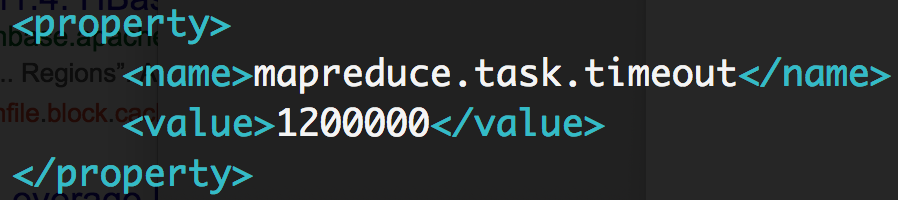 <property>
<name>mapreduce.task.timeout</name>
<value>1200000</value>
</property>